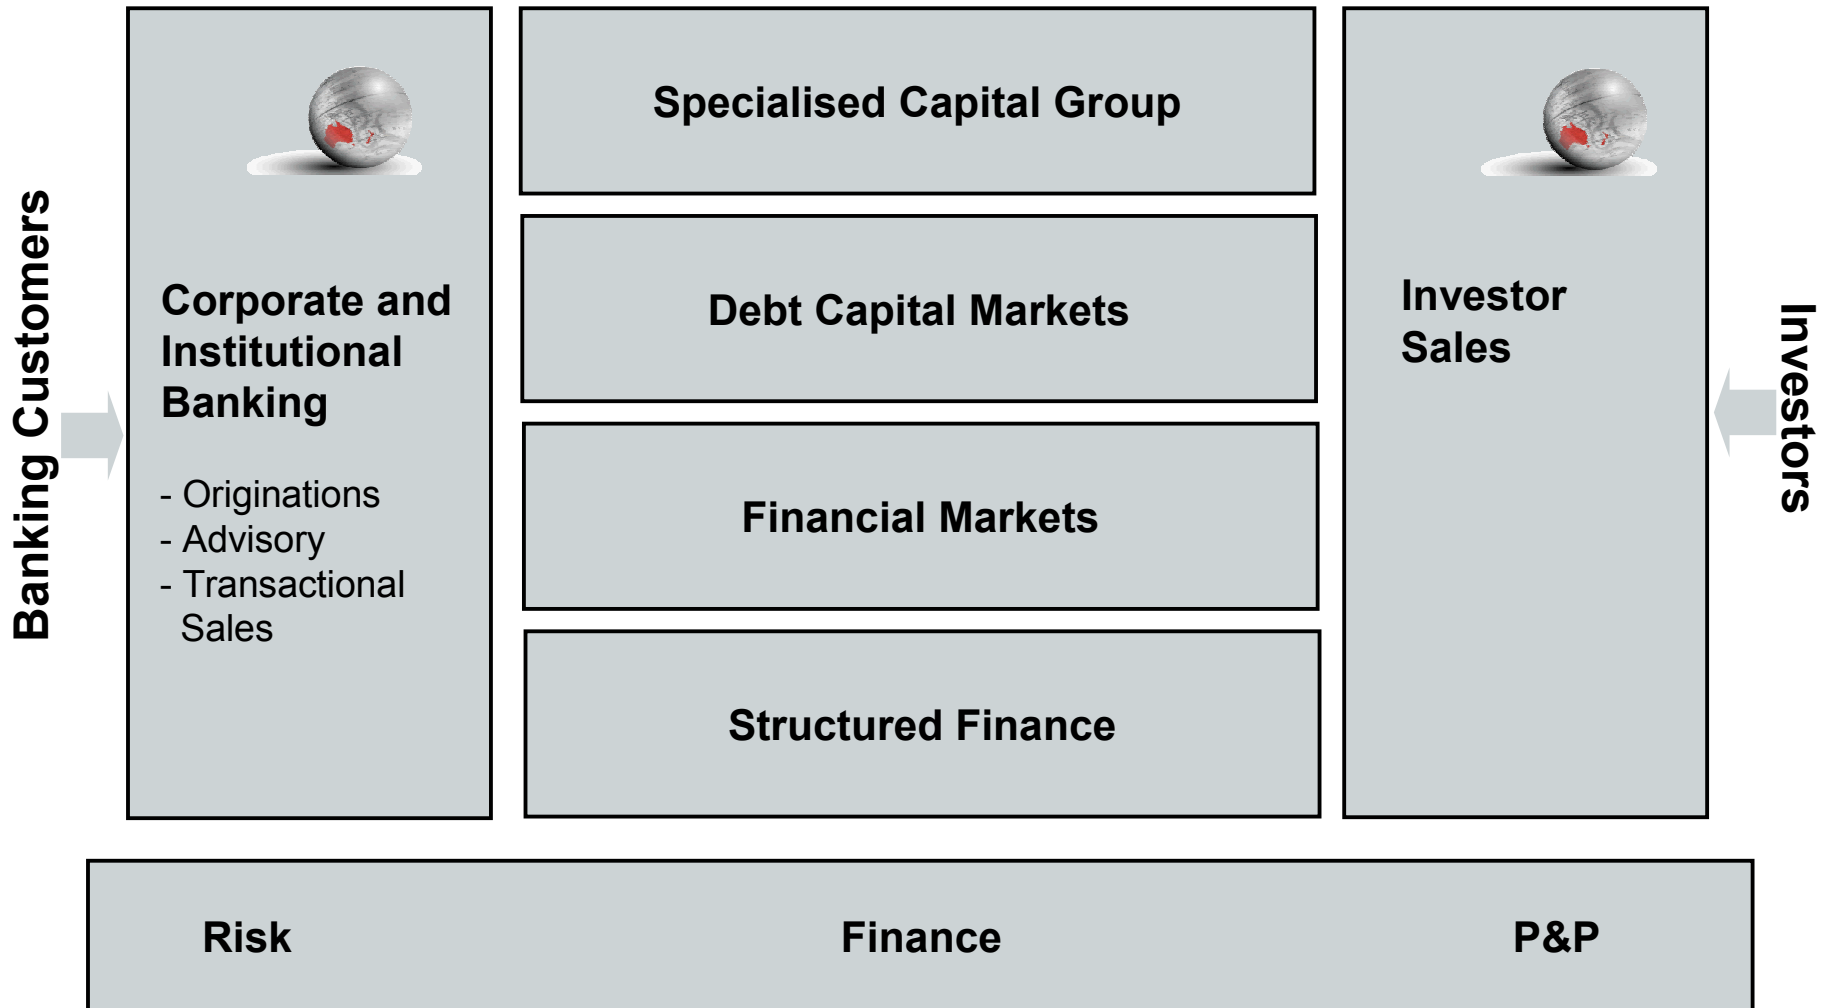 Banking Customers
Corporate and
Institutional
Banking
- Originations
- Advisory
- Transactional
Sales
Specialised Capital Group
Debt Capital Markets
Financial Markets
Structured Finance
Investor
Sales
Investors
Risk
Finance
P&P